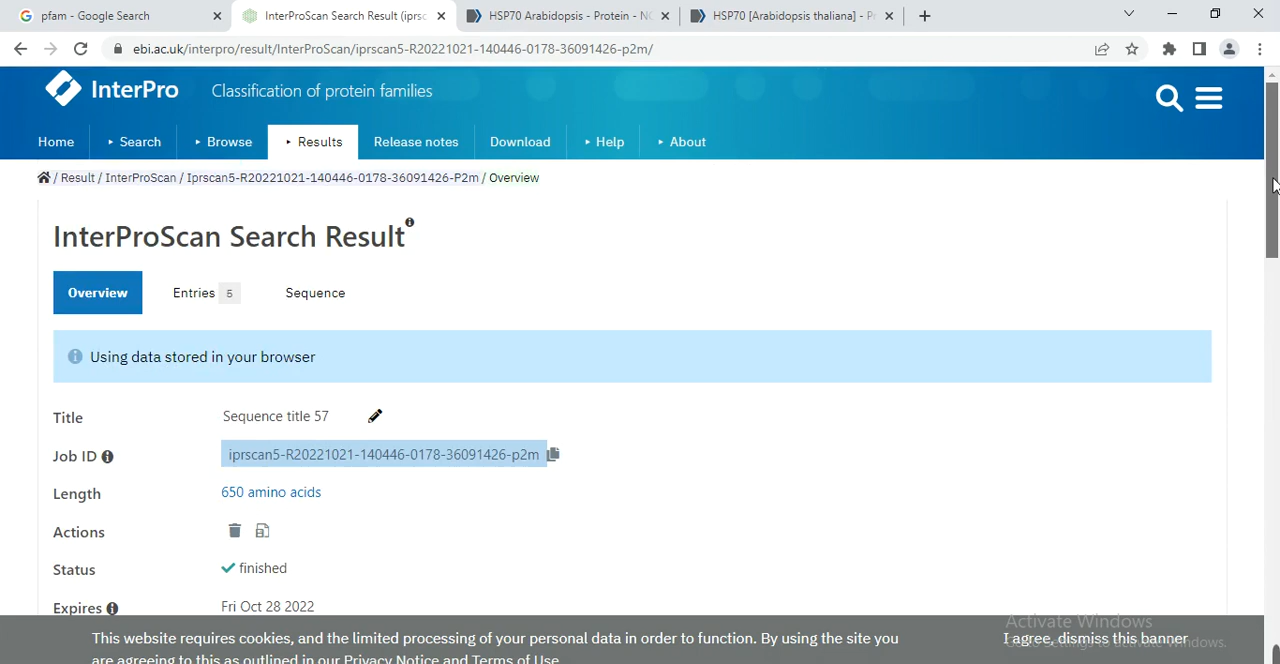 pfam - Google Search
InterProScan Search Result (iprsc
HSP70 Arabidopsis - Protein - NC
HSP70 [Arabidopsis thaliana] - Pr
ebi.ac.uk/interpro/result/InterProScan/iprscan5-R20221021-140446-0178-36091426-p2m/
InterPro
Classification of protein families
Home
Search
Browse
Results
Release notes
Download
Help
About
/ Result / InterProScan / Iprscan5-R20221021-140446-0178-36091426-P2m / Overview
InterProScan Search Result
Overview
Entries 5
Sequence
Using data stored in your browser
Title
Sequence title 57
Job ID
iprscan5-R20221021-140446-0178-36091426-p2m
Length
650 amino acids
Actions
Status
finished
Expires
Fri Oct 28 2022
This website requires cookies, and the limited processing of your personal data in order to function. By using the site you
are agreeing to this as outlined in our Privacy Notice and Terms of Use
I agree, dismiss this banner
Activate Windows
Go to Settings to activate Windows.